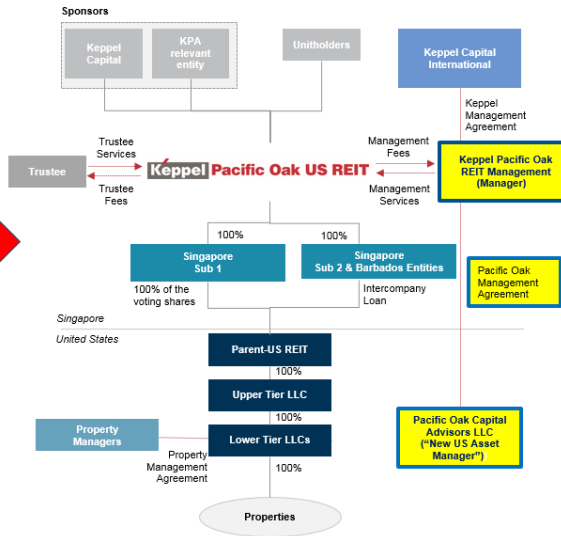 Sponsors
Keppel
Capital
KPA
relevant
entity
Unitholders
Keppel Capital
International
Keppel
Management
Agreement
Trustee
Trustee
Services
Trustee
Fees
Keppel Pacific Oak US REIT
Management
Fees
Management
Services
Keppel Pacific Oak
REIT Management
(Manager)
100%
100%
Singapore
Sub 1
Singapore
Sub 2 & Barbados Entities
Pacific Oak
Management
Agreement
100% of the
voting shares
Intercompany
Loan
Singapore
United States
Parent-US REIT
100%
Upper Tier LLC
100%
Property
Managers
Lower Tier LLCs
Pacific Oak Capital
Advisors LLC
("New US Asset
Manager")
Property
Management
Agreement
100%
Properties